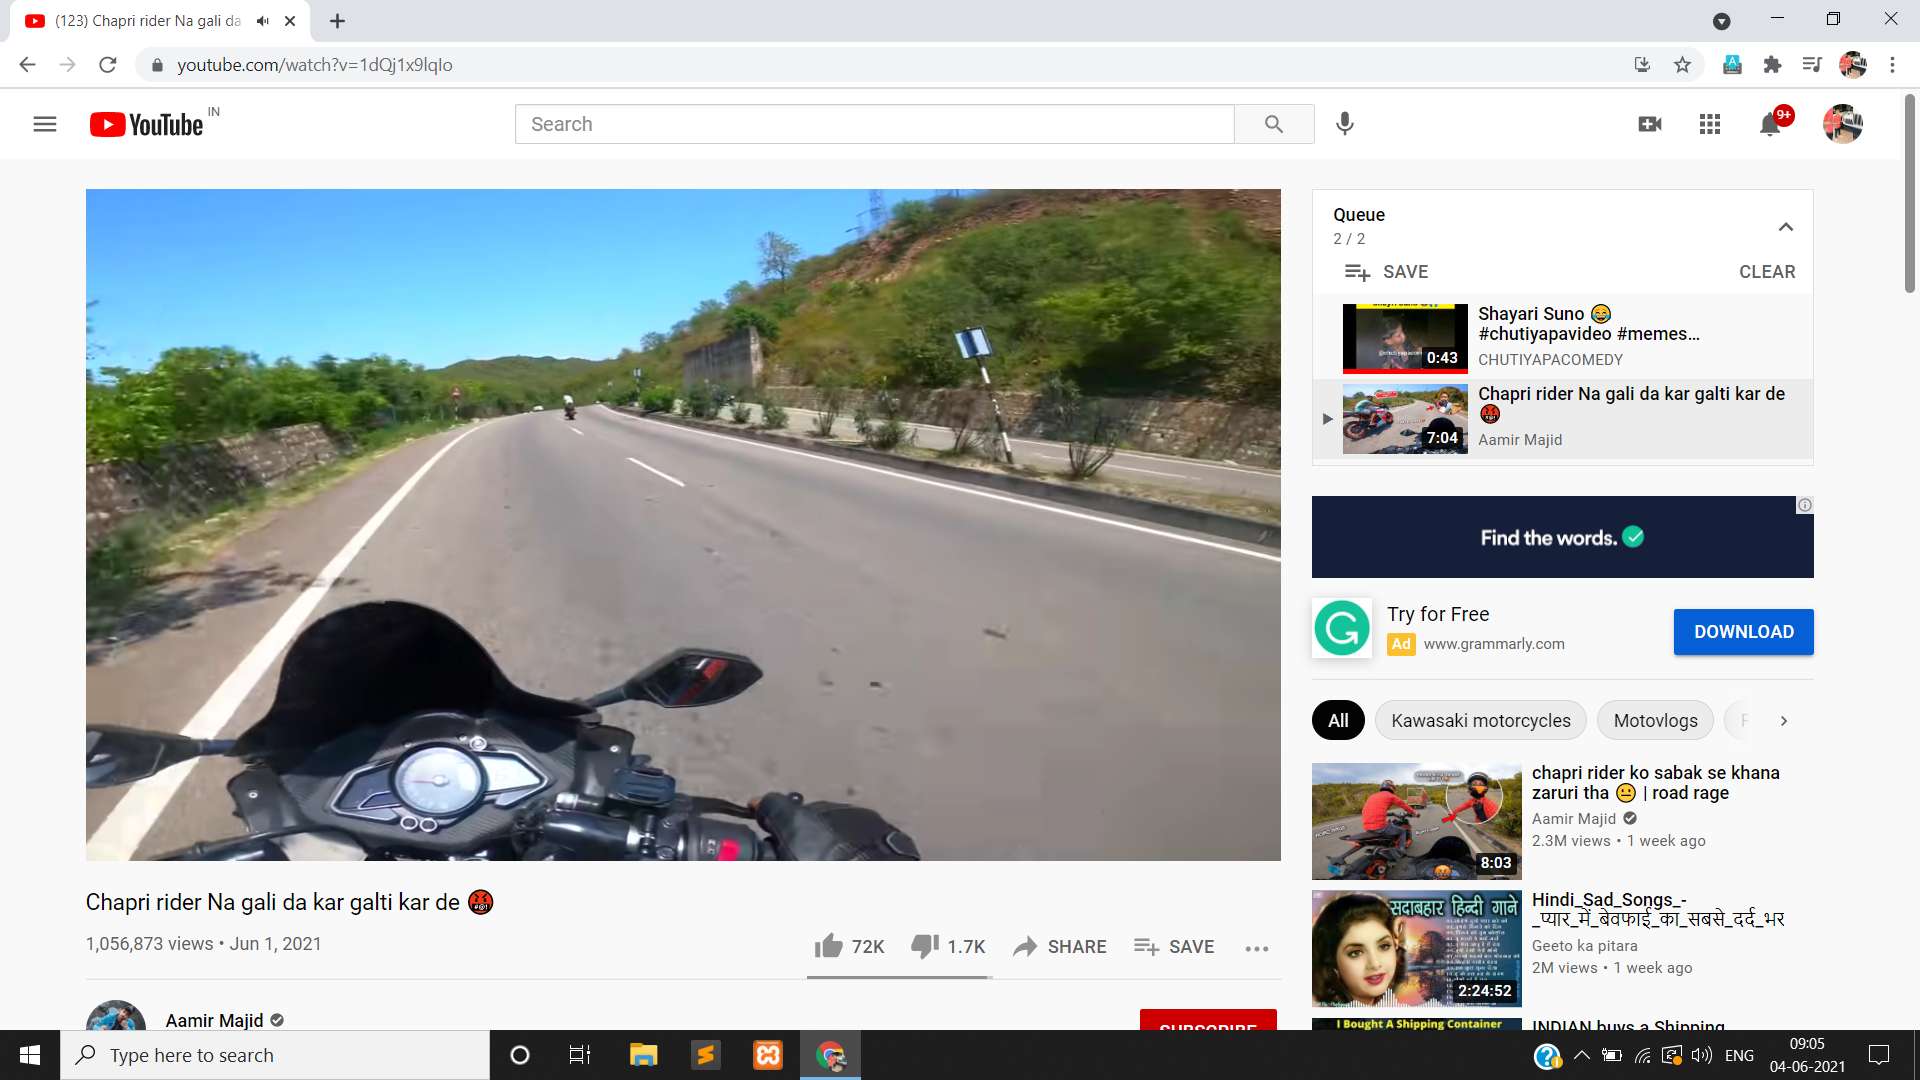 (123) Chapri rider Na gali da
youtube.com/watch?v=1dQj1x9lqIo
YouTube IN
Search
9+
Queue
2 / 2
SAVE
CLEAR
Shayari Suno 😂
#chutiyapavideo #memes...
CHUTIYAPACOMEDY
0:43
Chapri rider Na gali da kar galti kar de
🤬
Aamir Majid
7:04
Find the words.
Try for Free
Ad www.grammarly.com
DOWNLOAD
All
Kawasaki motorcycles
Motovlogs
chapri rider ko sabak se khana
zaruri tha 😐 | road rage
Aamir Majid
2.3M views • 1 week ago
8:03
सदाबहार हिन्दी गाने
2:24:52
Hindi_Sad_Songs_-
_प्यार_में_बेवफाई_का_सबसे_दर्द_भर
Geeto ka pitara
2M views • 1 week ago
I Bought A Shipping Container
INDIAN buys a Shipping
Chapri rider Na gali da kar galti kar de 🤬
1,056,873 views • Jun 1, 2021
72K
1.7K
SHARE
SAVE
Aamir Majid
SUBSCRIBE
Type here to search
ENG
09:05
04-06-2021